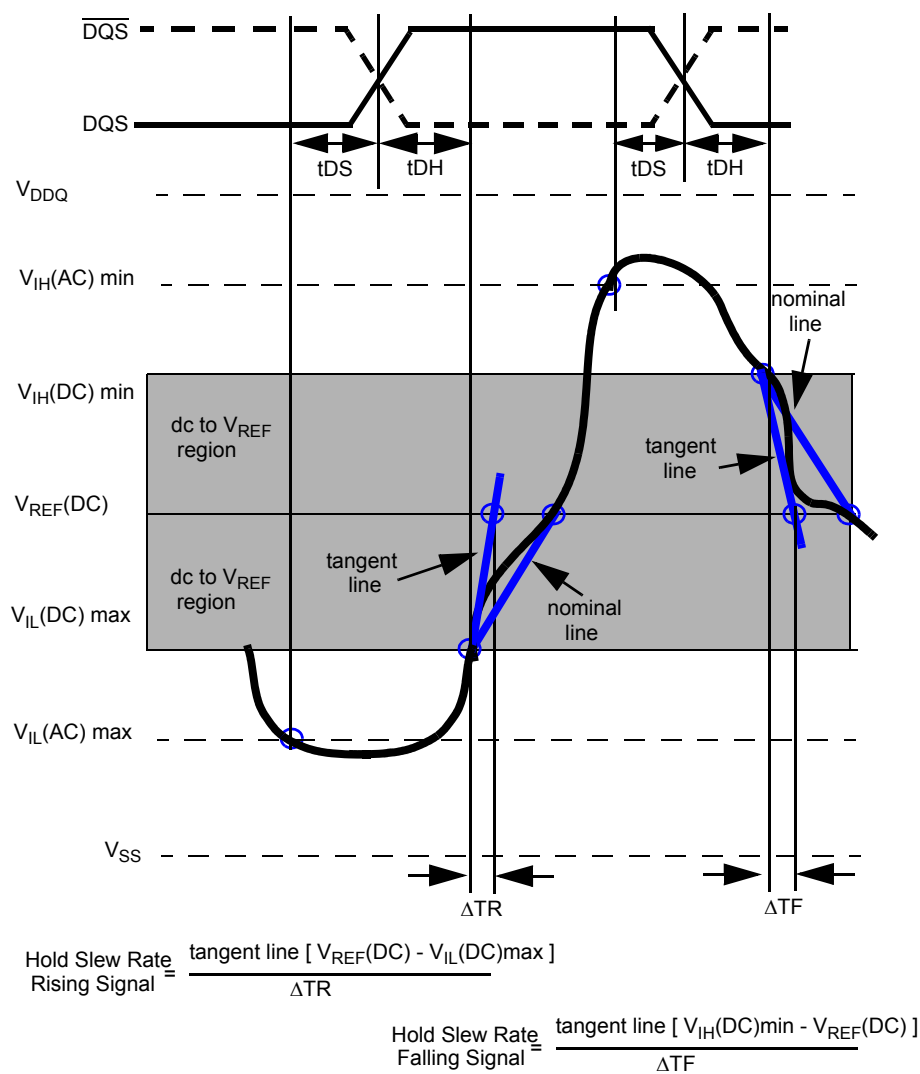 DQS
DQS
tDS tDH tDS tDH
VDDQ
VIH(AC) min
nominal
line
VIH(DC) min
dc to VREF
region
tangent
line
VREF(DC)
tangent
line
dc to VREF
region
nominal
line
VIL(DC) max
VIL(AC) max
VSS
ΔTR ΔTF
Hold Slew Rate
Rising Signal
=
tangent line [ VREF(DC) - VIL(DC)max ]
ΔTR
Hold Slew Rate
Falling Signal
=
tangent line [ VIH(DC)min - VREF(DC) ]
ΔTF